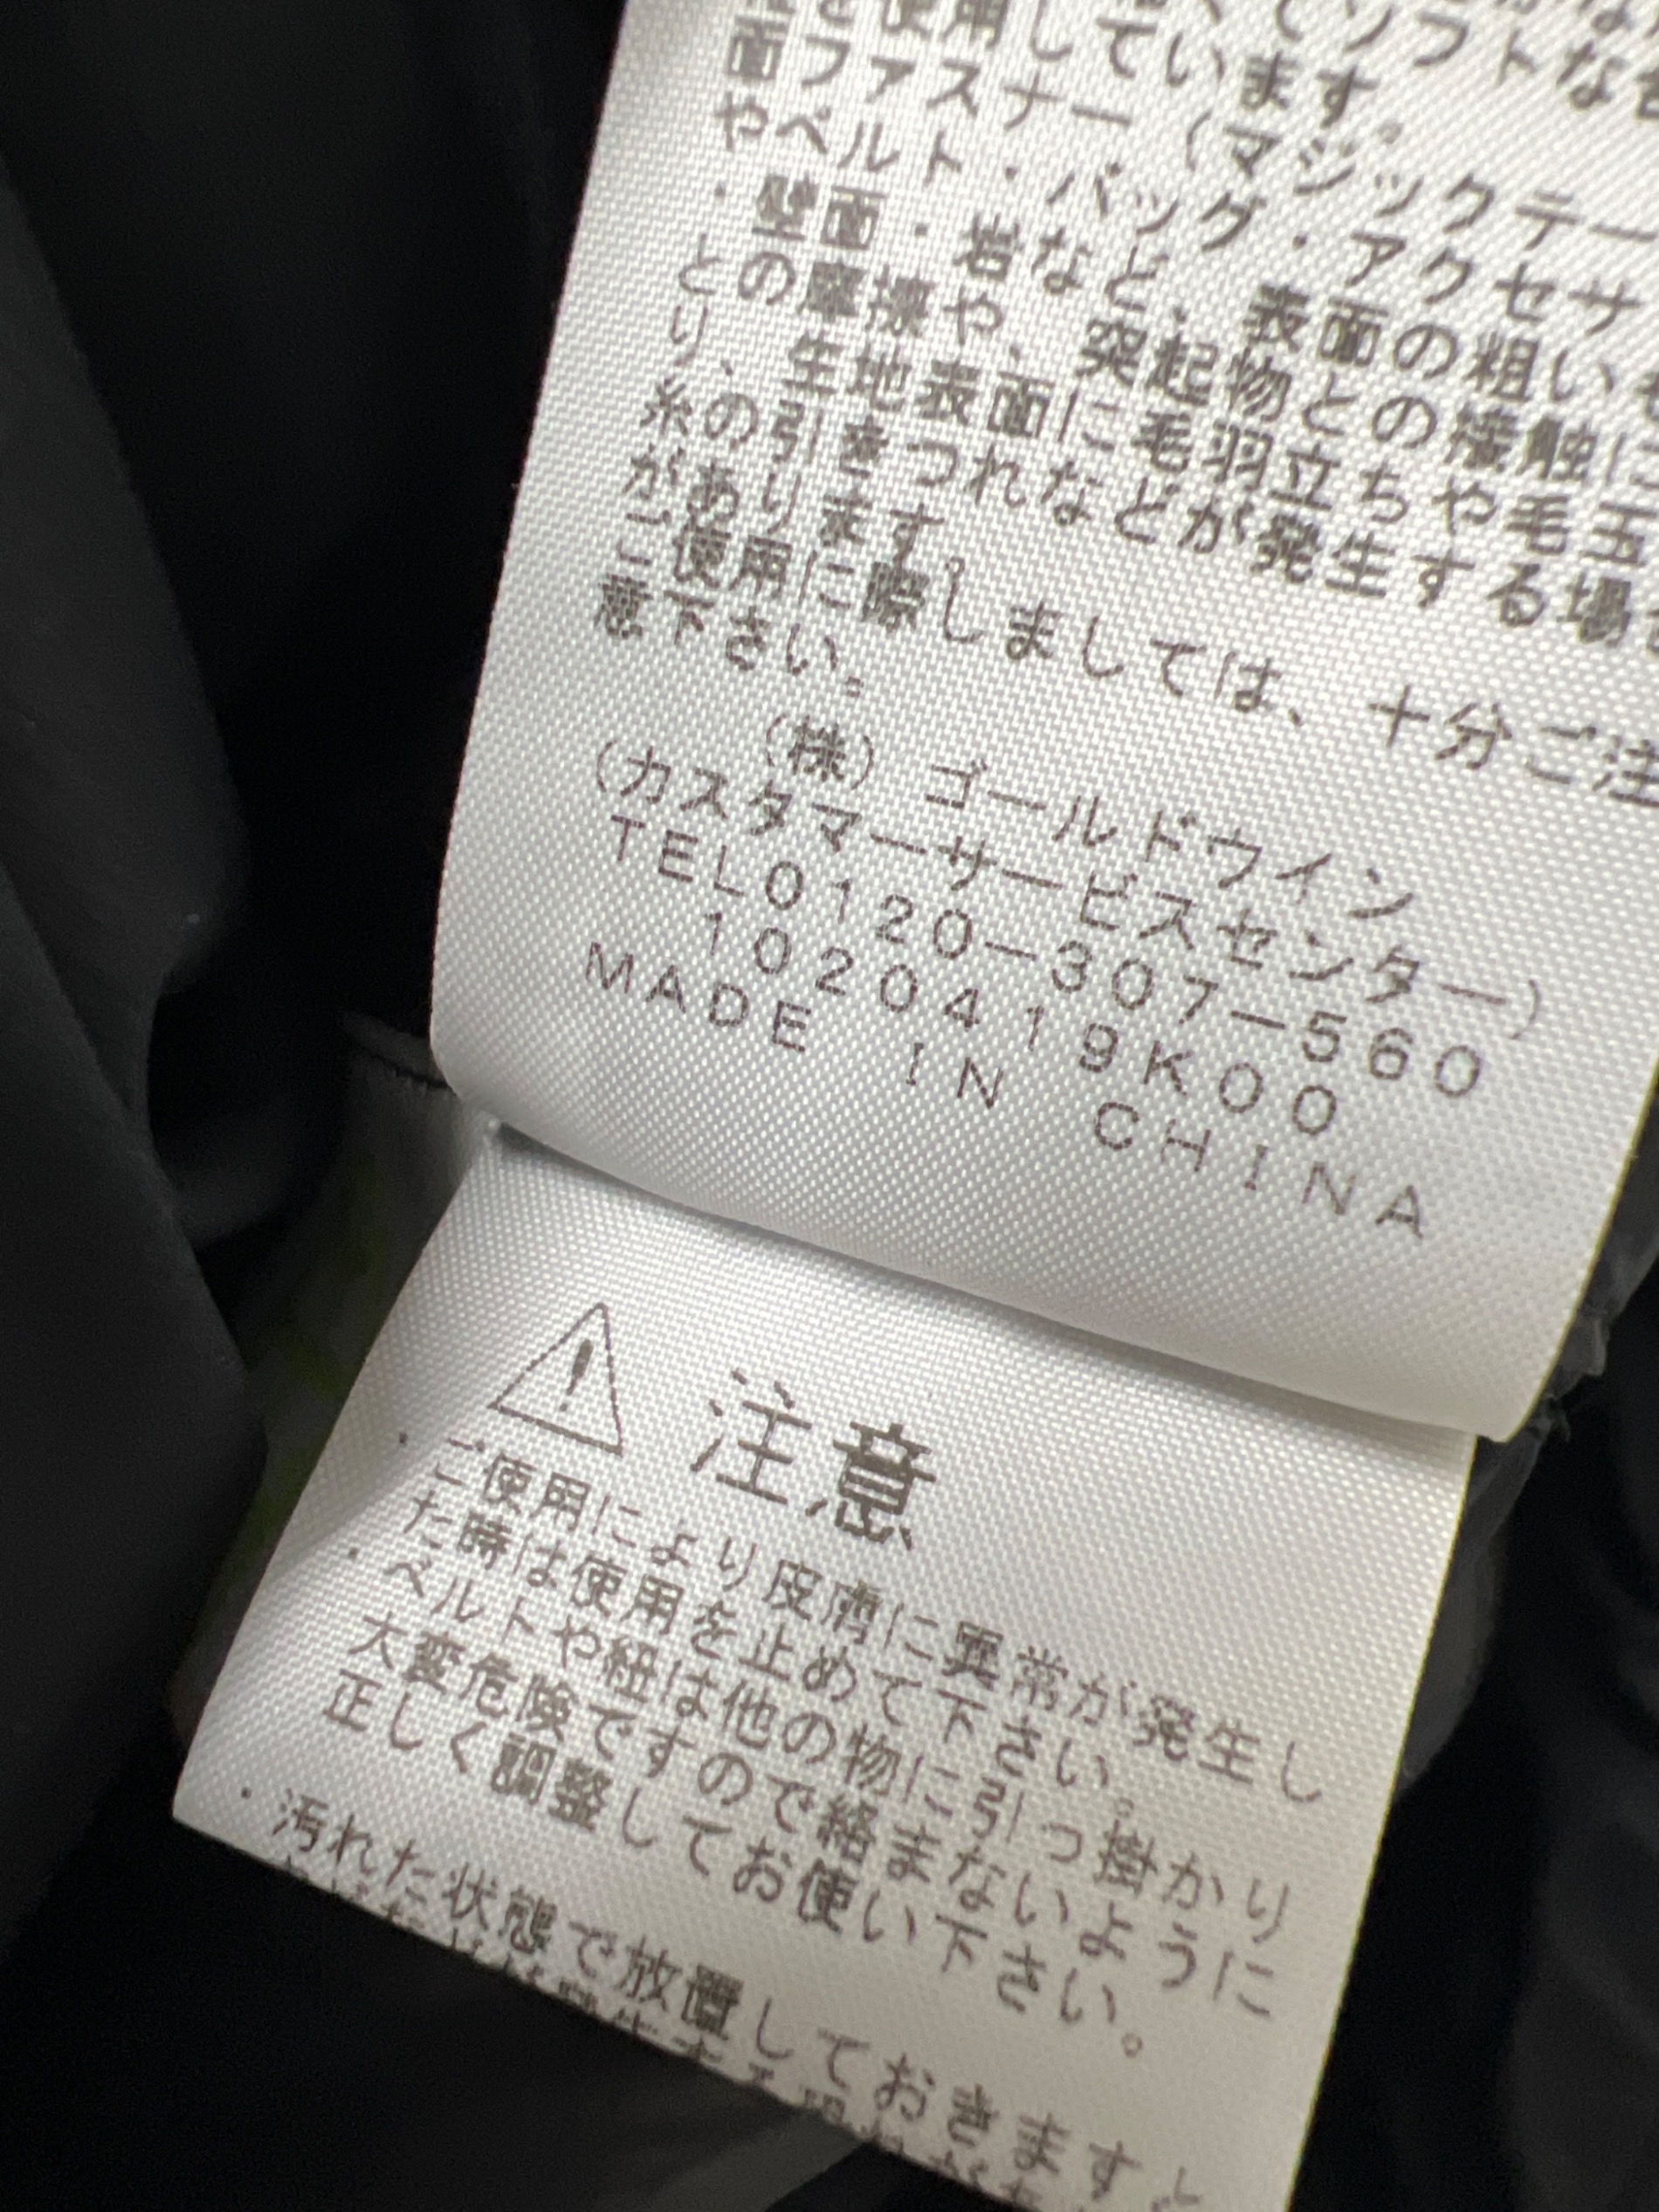 くてソフトな
を使用しています。
面ファスナー（マジックテー
やベルト・バッグ・アクセサ
・壁面・岩など、表面の粗い
との摩擦や、突起物との接触に
り、生地表面に毛羽立ちや毛玉
糸の引きつれなどが発生する場
があります。
ご使用に際しましては、十分ご注
意下さい。
（株）ゴールドウイン
（カスタマーサービスセンター）
TEL0120-307-560
1020419K00
MADE IN CHINA
注意
・ご使用により皮膚に異常が発生し
た時は使用を止めて下さい。
・ベルトや紐は他の物に引っ掛かり
大変危険ですので絡まないように
正しく調整してお使い下さい。
・汚れた状態で放置しておきますと